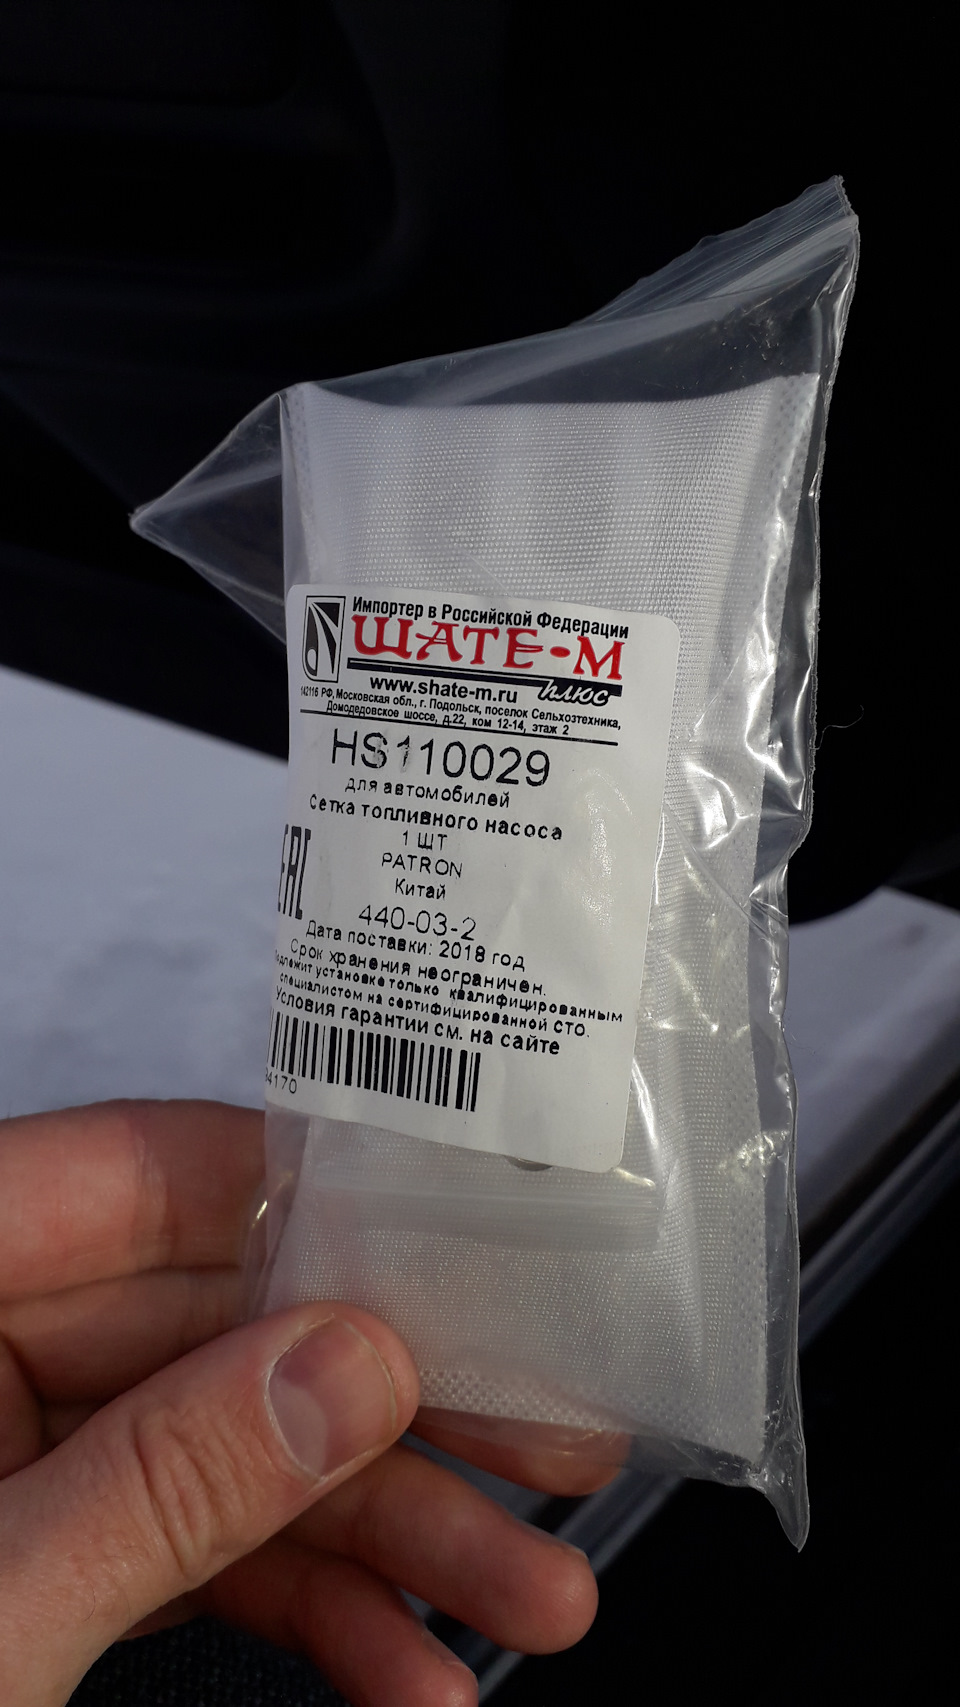 Импортер в Российской Федерации
ШАТЕ-М
плюс
www.shate-m.ru
142116 РФ, Московская обл., г. Подольск, поселок Сельхозтехника,
Домодедовское шоссе, д.22, ком 12-14, этаж 2
HS110029
для автомобилей
Сетка топливного насоса
1 ШТ
PATRON
Китай
EAC
440-03-2
Дата поставки: 2018 год
Срок хранения неограничен.
установке только квалифицированным
специалистом на сертифицированной СТО.
Условия гарантии см. на сайте
4170